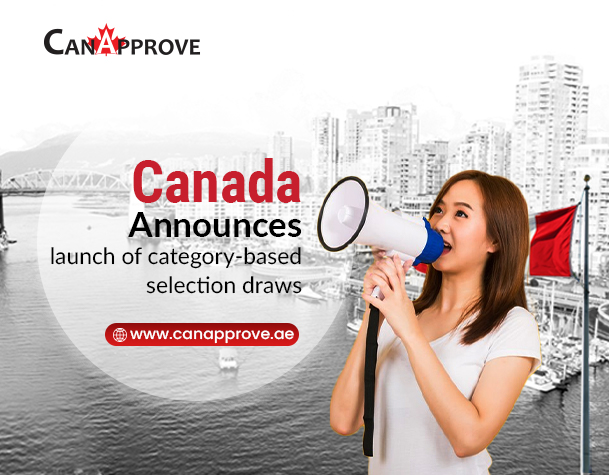 CANAPPROVE
Canada
Announces
launch of category-based
selection draws
www.canapprove.ae